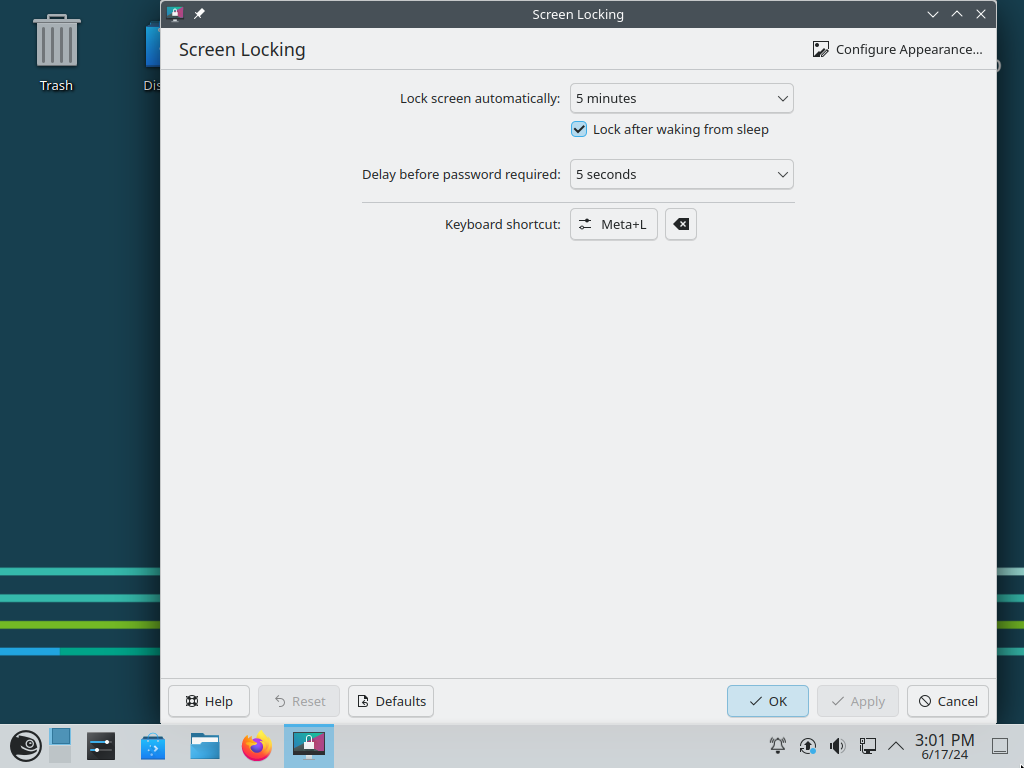 Screen Locking
Screen Locking
Configure Appearance...
Trash
Dis
Lock screen automatically: 5 minutes
Lock after waking from sleep
Delay before password required: 5 seconds
Keyboard shortcut: Meta+L
Help Reset Defaults OK Apply Cancel
3:01 PM
6/17/24